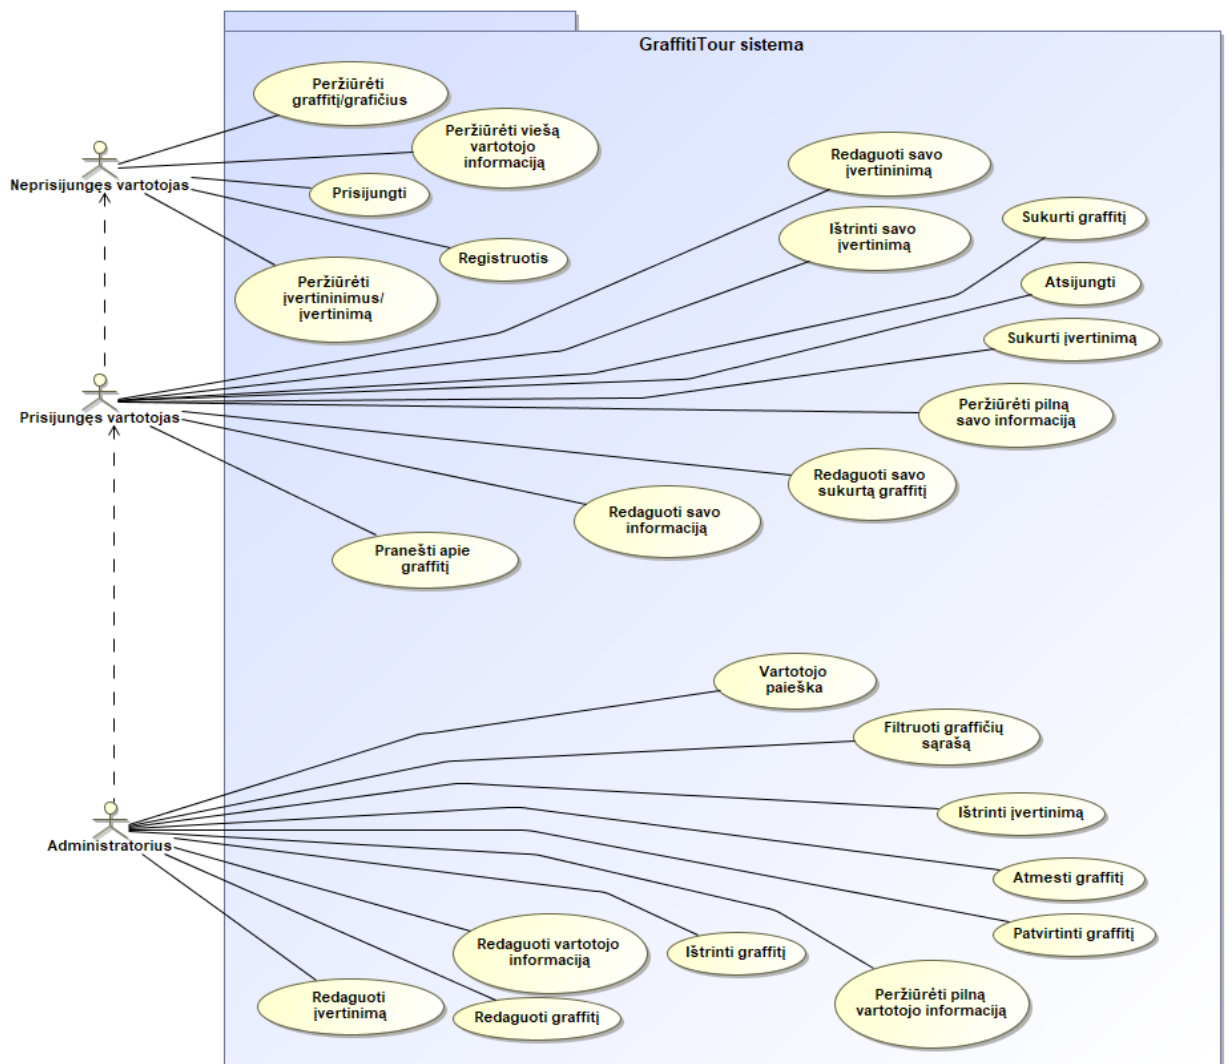 GraffitiTour sistema
Peržiūrėti
graffitį/grafičius
Peržiūrėti viešą
vartotojo
informaciją
Neprisijungęs vartotojas
Prisijungti
Registruotis
Peržiūrėti
įvertininimus/
įvertinimą
Redaguoti savo
įvertininimą
Ištrinti savo
įvertinimą
Sukurti graffitį
Atsijungti
Sukurti įvertinimą
Prisijungęs vartotojas
Peržiūrėti pilną
savo informaciją
Redaguoti savo
sukurtą graffitį
Redaguoti savo
informaciją
Pranešti apie
graffitį
Vartotojo
paieška
Filtruoti graffičių
sąrašą
Ištrinti įvertinimą
Administratorius
Atmesti graffitį
Patvirtinti graffitį
Redaguoti vartotojo
informaciją
Ištrinti graffitį
Peržiūrėti pilną
vartotojo informaciją
Redaguoti
įvertinimą
Redaguoti graffitį